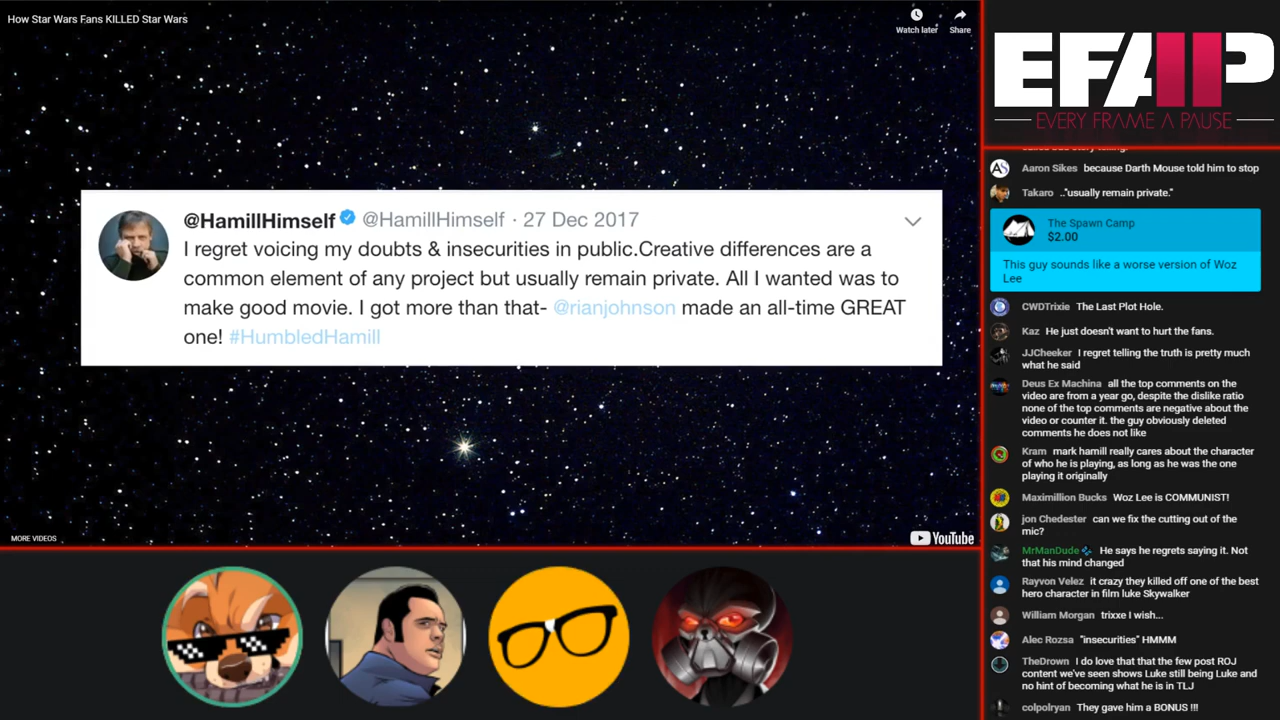 How Star Wars Fans KILLED Star Wars
Watch later
Share
@HamillHimself @HamillHimself · 27 Dec 2017
I regret voicing my doubts & insecurities in public.Creative differences are a
common element of any project but usually remain private. All I wanted was to
make good movie. I got more than that- @rianjohnson made an all-time GREAT
one! #HumbledHamill
MORE VIDEOS
YouTube
EFAP
EVERY FRAME A PAUSE
AS
Aaron Sikes because Darth Mouse told him to stop
Takaro .."usually remain private."
The Spawn Camp
$2.00
This guy sounds like a worse version of Woz
Lee
CWDTrixie The Last Plot Hole.
Kaz He just doesn't want to hurt the fans.
JJCheeker I regret telling the truth is pretty much
what he said
Deus Ex Machina all the top comments on the
video are from a year go, despite the dislike ratio
none of the top comments are negative about the
video or counter it. the guy obviously deleted
comments he does not like
Kram mark hamill really cares about the character
of who he is playing, as long as he was the one
playing it originally
Maximillion Bucks Woz Lee is COMMUNIST!
jon Chedester can we fix the cutting out of the
mic?
MrManDude He says he regrets saying it. Not
that his mind changed
Rayvon Velez it crazy they killed off one of the best
hero character in film luke Skywalker
William Morgan trixxe I wish...
Alec Rozsa "insecurities" HMMM
TheDrown I do love that that the few post ROJ
content we've seen shows Luke still being Luke and
no hint of becoming what he is in TLJ
colpolryan They gave him a BONUS !!!